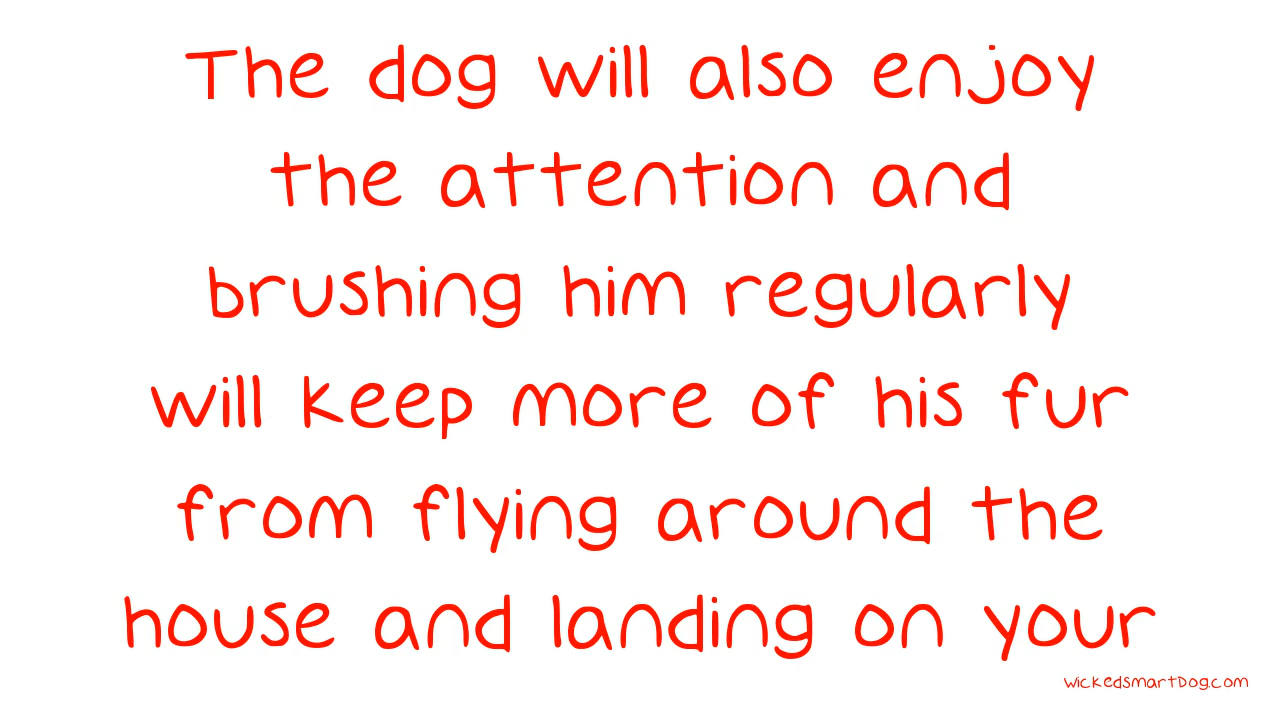 The dog will also enjoy
the attention and
brushing him regularly
will keep more of his fur
from flying around the
house and landing on your
wickedsmartDog.com